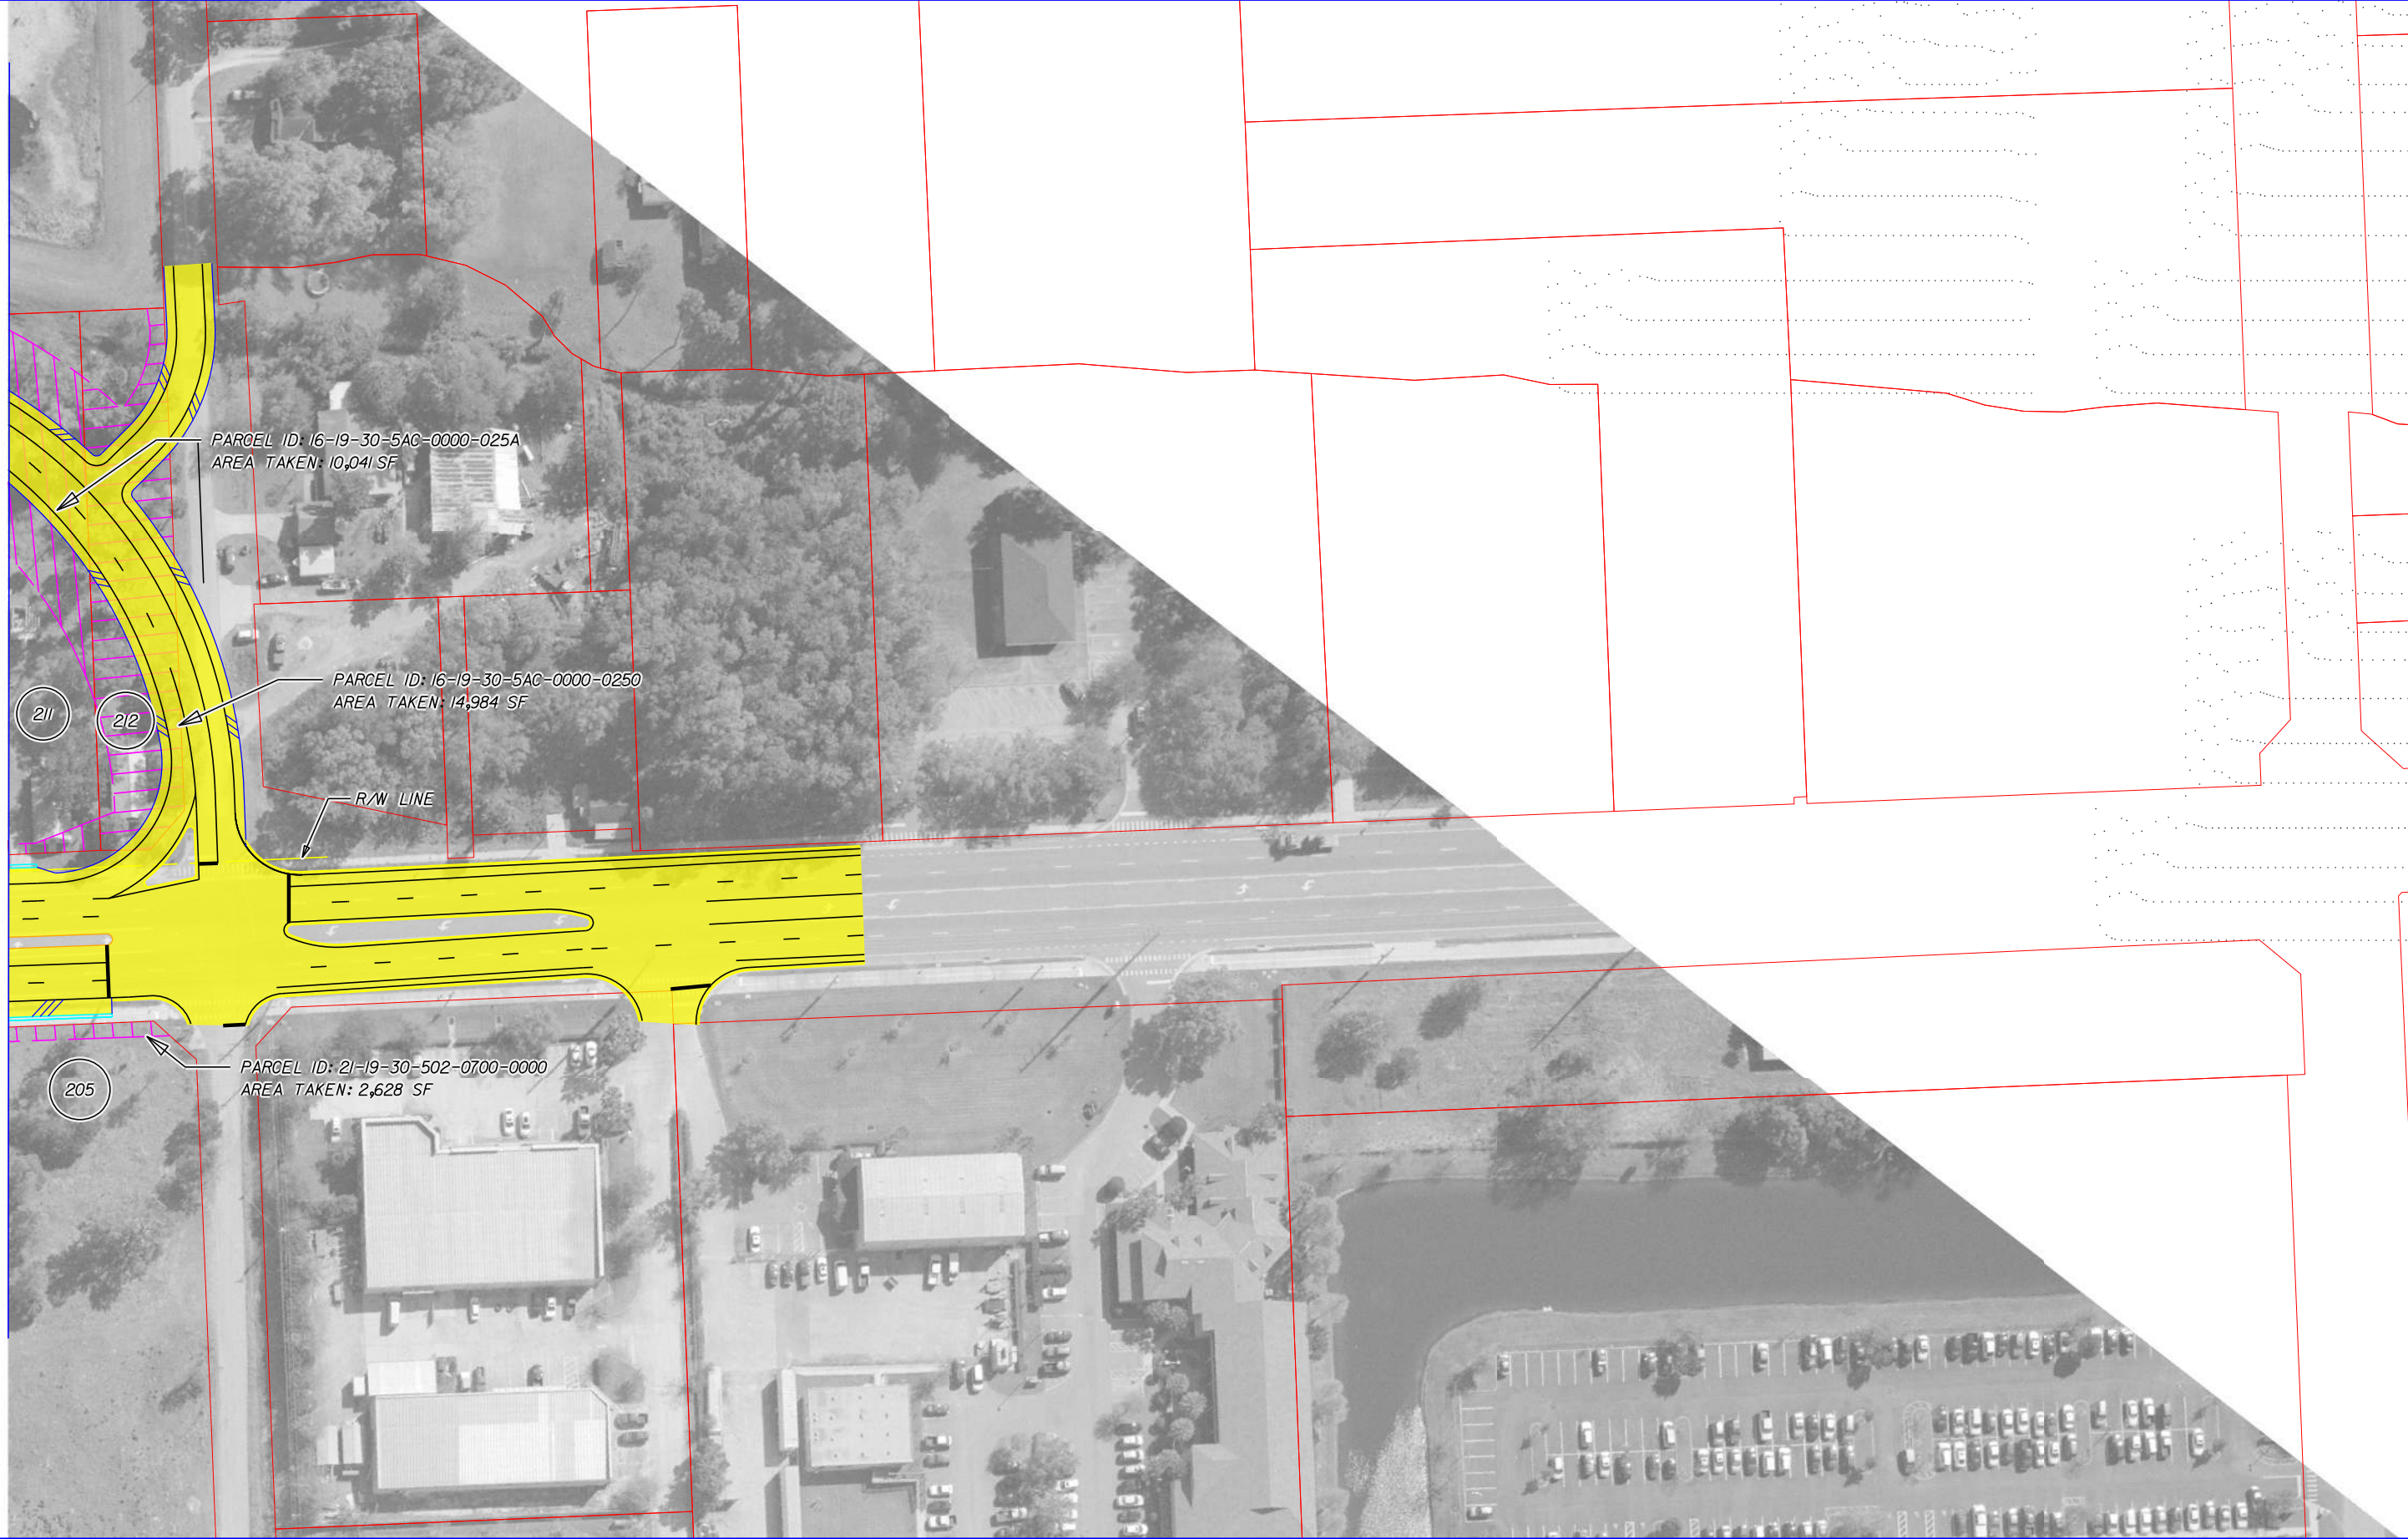 PARCEL ID: 16-19-30-5AC-0000-025A
AREA TAKEN: 10,041 SF
PARCEL ID: 16-19-30-5AC-0000-0250
AREA TAKEN: 14,984 SF
211
212
R/W LINE
PARCEL ID: 21-19-30-502-0700-0000
AREA TAKEN: 2,628 SF
205